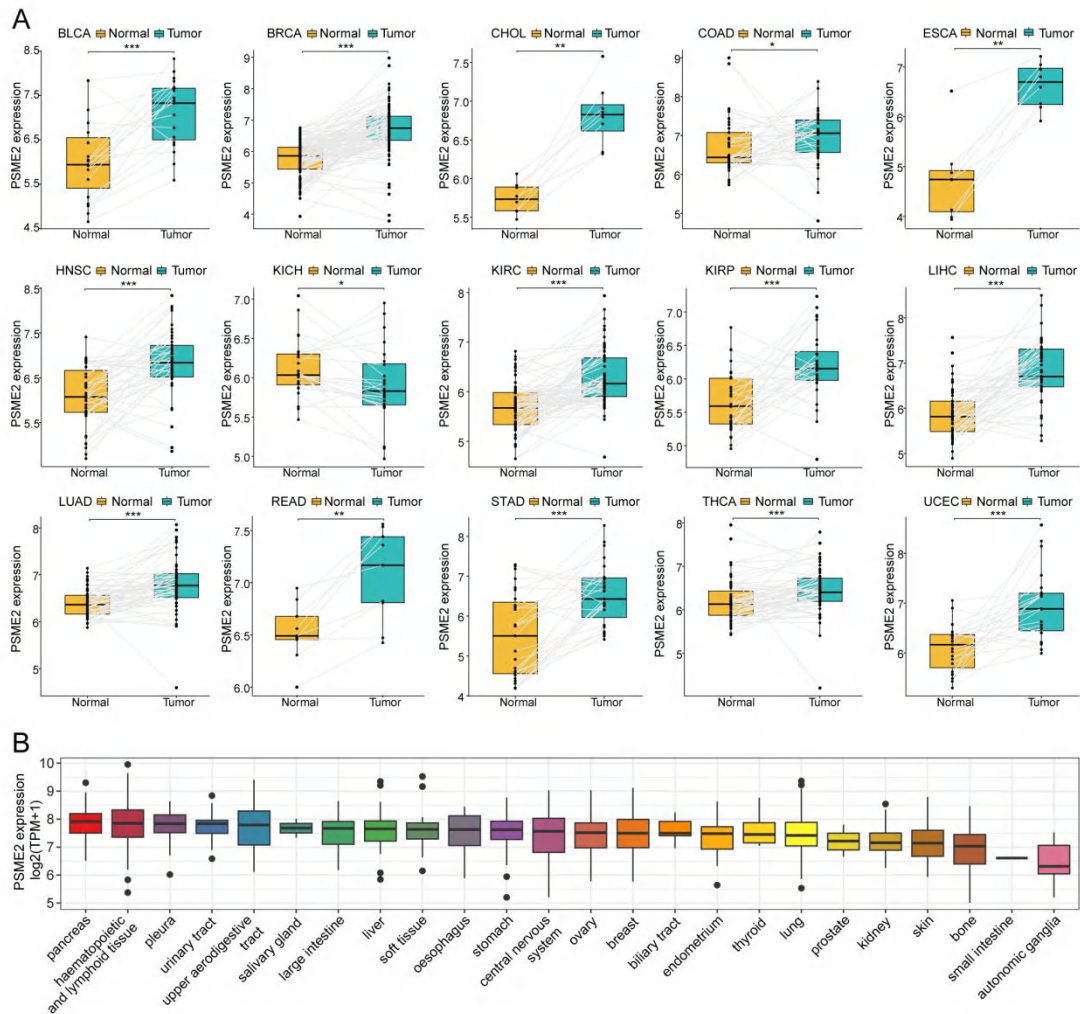 A
BLCA Normal Tumor
***
PSME2 expression
8.5
7.5
6.5
5.5
4.5
Normal Tumor
BRCA Normal Tumor
***
PSME2 expression
9
8
7
6
5
4
Normal Tumor
CHOL Normal Tumor
**
PSME2 expression
7.5
7.0
6.5
6.0
5.5
Normal Tumor
COAD Normal Tumor
*
PSME2 expression
9
8
7
6
5
Normal Tumor
ESCA Normal Tumor
**
PSME2 expression
7
6
5
4
Normal Tumor
HNSC Normal Tumor
***
PSME2 expression
8.5
7.5
6.5
5.5
Normal Tumor
KICH Normal Tumor
*
PSME2 expression
7.0
6.5
6.0
5.5
5.0
Normal Tumor
KIRC Normal Tumor
***
PSME2 expression
8
7
6
5
Normal Tumor
KIRP Normal Tumor
***
PSME2 expression
7.0
6.5
6.0
5.5
5.0
Normal Tumor
LIHC Normal Tumor
***
PSME2 expression
8
7
6
5
Normal Tumor
LUAD Normal Tumor
***
PSME2 expression
8
7
6
5
Normal Tumor
READ Normal Tumor
**
PSME2 expression
7.5
7.0
6.5
6.0
Normal Tumor
STAD Normal Tumor
***
PSME2 expression
8
7
6
5
4
Normal Tumor
THCA Normal Tumor
***
PSME2 expression
8
7
6
5
Normal Tumor
UCEC Normal Tumor
***
PSME2 expression
8
7
6
Normal Tumor
B
PSME2 expression
log2(TPM+1)
10
9
8
7
6
5
pancreas
haematopoietic
and lymphoid tissue
pleura
urinary tract
upper aerodigestive
tract
salivary gland
large intestine
liver
soft tissue
oesophagus
stomach
central nervous
system
ovary
breast
biliary tract
endometrium
thyroid
lung
prostate
kidney
skin
bone
small intestine
autonomic ganglia